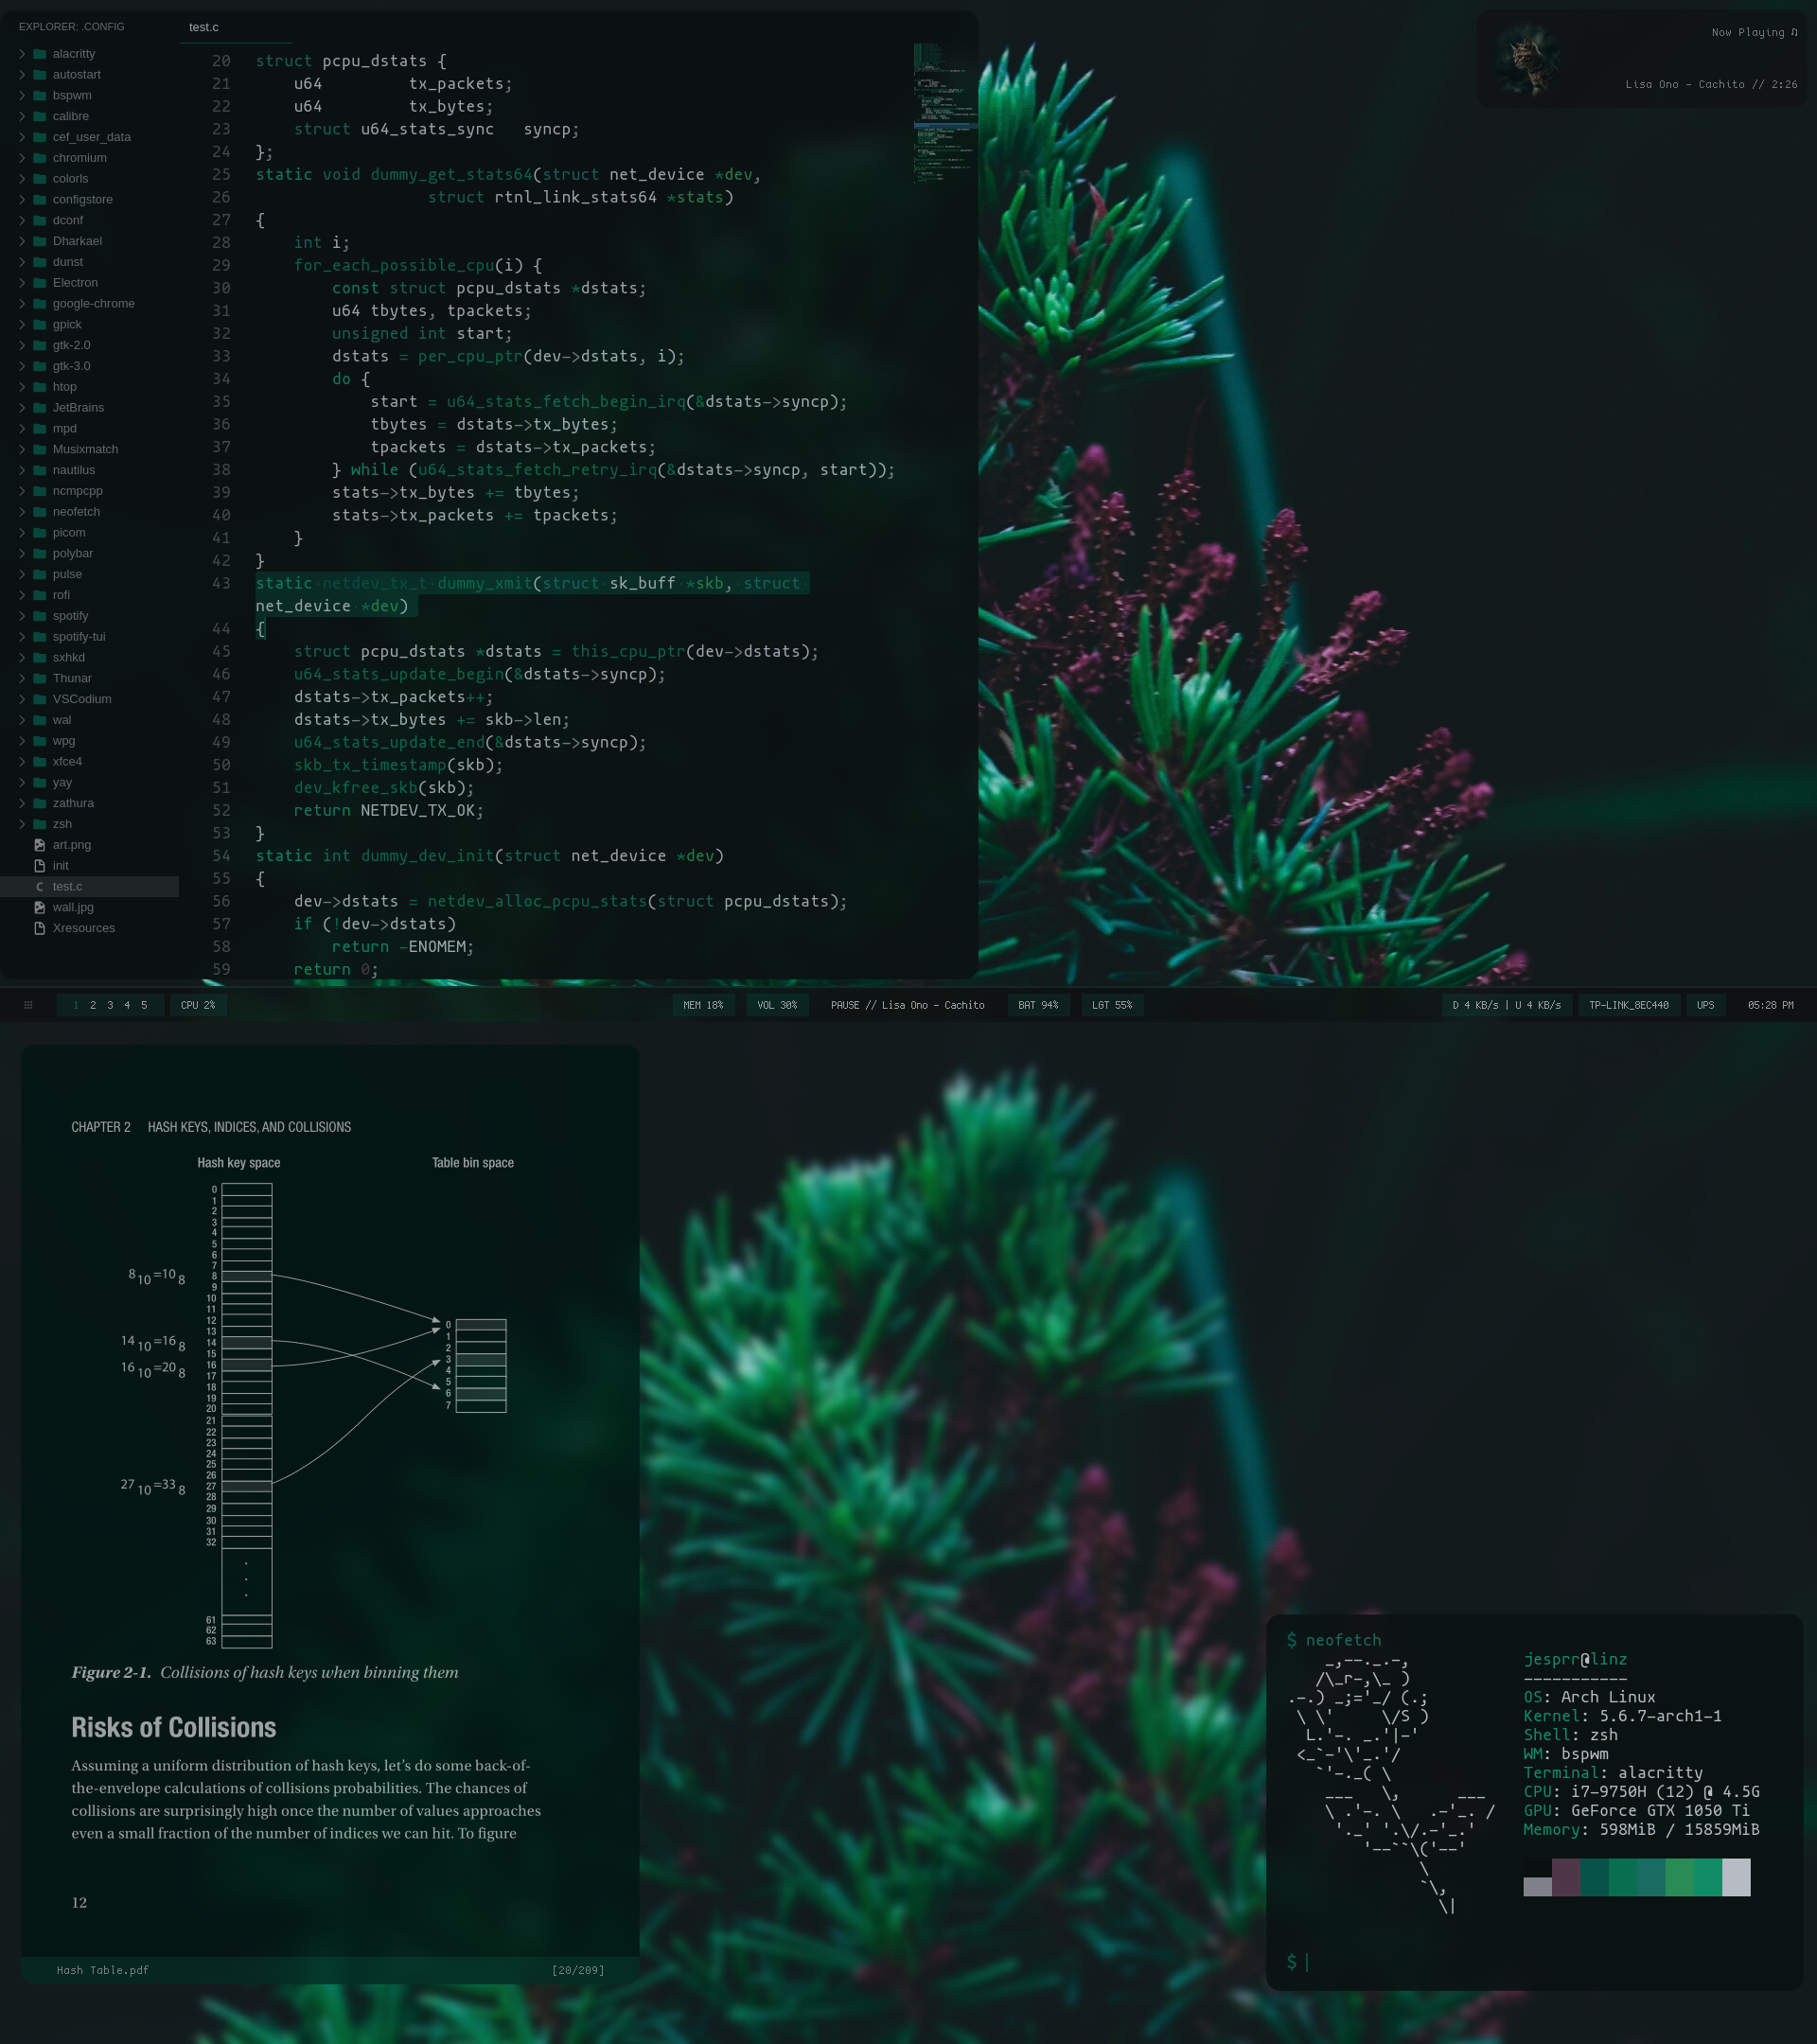 EXPLORER: .CONFIG
alacritty
autostart
bspwm
calibre
cef_user_data
chromium
colorls
configstore
dconf
Dharkael
dunst
Electron
google-chrome
gpick
gtk-2.0
gtk-3.0
htop
JetBrains
mpd
Musixmatch
nautilus
ncmpcpp
neofetch
picom
polybar
pulse
rofi
spotify
spotify-tui
sxhkd
Thunar
VSCodium
wal
wpg
xfce4
yay
zathura
zsh
art.png
init
C test.c
wall.jpg
Xresources
test.c
20 struct pcpu_dstats {
21     u64         tx_packets;
22     u64         tx_bytes;
23     struct u64_stats_sync   syncp;
24 };
25 static void dummy_get_stats64(struct net_device *dev,
26                   struct rtnl_link_stats64 *stats)
27 {
28     int i;
29     for_each_possible_cpu(i) {
30         const struct pcpu_dstats *dstats;
31         u64 tbytes, tpackets;
32         unsigned int start;
33         dstats = per_cpu_ptr(dev->dstats, i);
34         do {
35             start = u64_stats_fetch_begin_irq(&dstats->syncp);
36             tbytes = dstats->tx_bytes;
37             tpackets = dstats->tx_packets;
38         } while (u64_stats_fetch_retry_irq(&dstats->syncp, start));
39         stats->tx_bytes += tbytes;
40         stats->tx_packets += tpackets;
41     }
42 }
43 static netdev_tx_t dummy_xmit(struct sk_buff *skb, struct
net_device *dev)
44 {
45     struct pcpu_dstats *dstats = this_cpu_ptr(dev->dstats);
46     u64_stats_update_begin(&dstats->syncp);
47     dstats->tx_packets++;
48     dstats->tx_bytes += skb->len;
49     u64_stats_update_end(&dstats->syncp);
50     skb_tx_timestamp(skb);
51     dev_kfree_skb(skb);
52     return NETDEV_TX_OK;
53 }
54 static int dummy_dev_init(struct net_device *dev)
55 {
56     dev->dstats = netdev_alloc_pcpu_stats(struct pcpu_dstats);
57     if (!dev->dstats)
58         return -ENOMEM;
59     return 0;
Now Playing ♫
Lisa Ono - Cachito // 2:26
1 2 3 4 5 CPU 2% MEM 18% VOL 30% PAUSE // Lisa Ono - Cachito BAT 94% LGT 55% D 4 KB/s | U 4 KB/s TP-LINK_8EC440 UPS 05:28 PM
CHAPTER 2 HASH KEYS, INDICES, AND COLLISIONS
Hash key space Table bin space
0
1
2
3
4
5
6
7
8₁₀=10₈ 8
9
10
11
12
13
14₁₀=16₈ 14
15
16₁₀=20₈ 16
17
18
19
20
21
22
23
24
25
26
27₁₀=33₈ 27
28
29
30
31
32
.
.
.
61
62
63
0
1
2
3
4
5
6
7
Figure 2-1. Collisions of hash keys when binning them
Risks of Collisions
Assuming a uniform distribution of hash keys, let's do some back-of-
the-envelope calculations of collisions probabilities. The chances of
collisions are surprisingly high once the number of values approaches
even a small fraction of the number of indices we can hit. To figure
12
Hash Table.pdf [20/209]
$ neofetch
jesprr@linz
-----------
OS: Arch Linux
Kernel: 5.6.7-arch1-1
Shell: zsh
WM: bspwm
Terminal: alacritty
CPU: i7-9750H (12) @ 4.5G
GPU: GeForce GTX 1050 Ti
Memory: 598MiB / 15859MiB
$